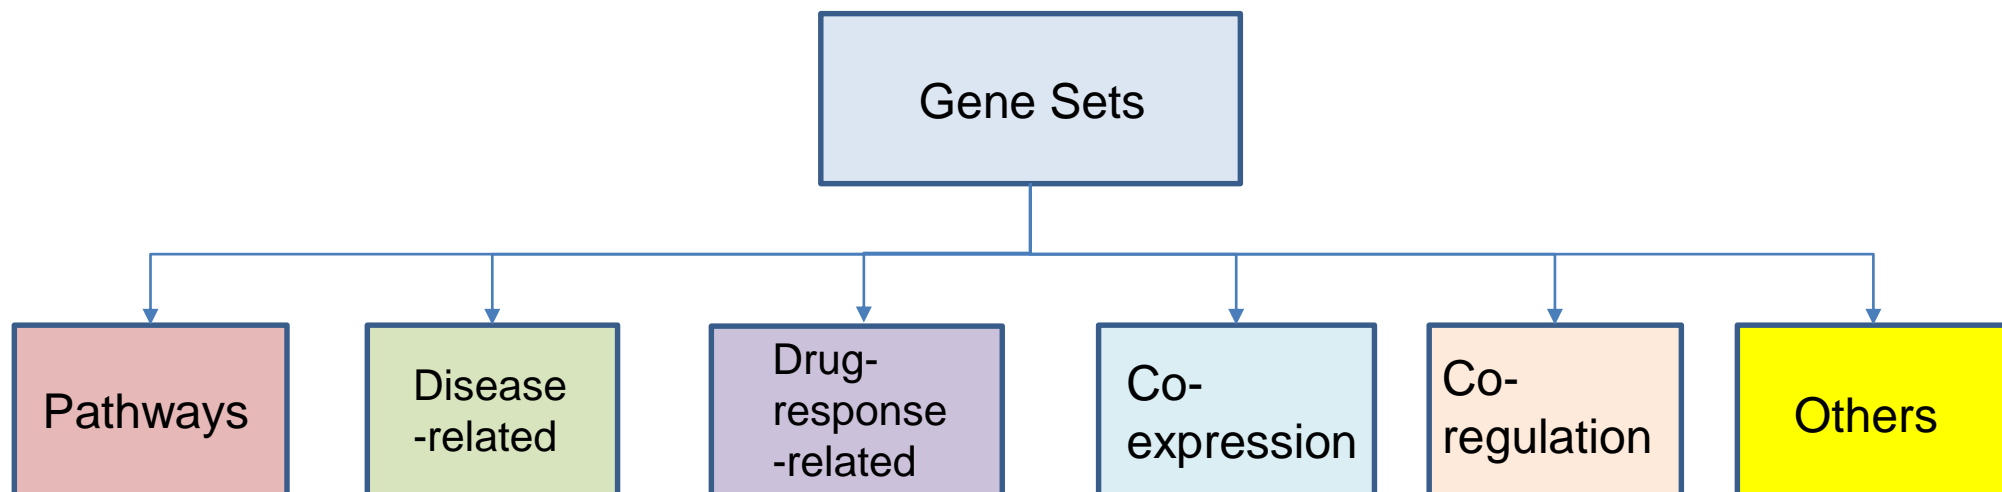 Gene Sets
Pathways
Disease
-related
Drug-
response
-related
Co-
expression
Co-
regulation
Others